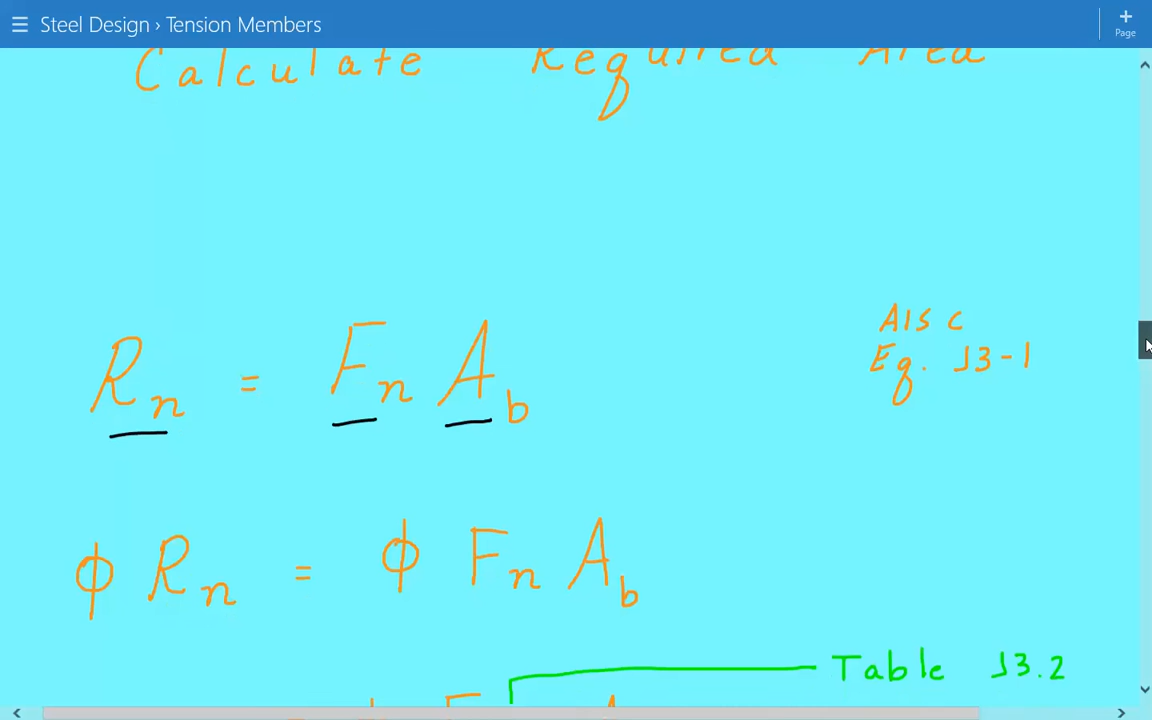 Steel Design › Tension Members
Page
Calculate Required Area
AISC
Eq. J3-1
Rn = Fn Ab
ϕ Rn = ϕ Fn Ab
Table J3.2